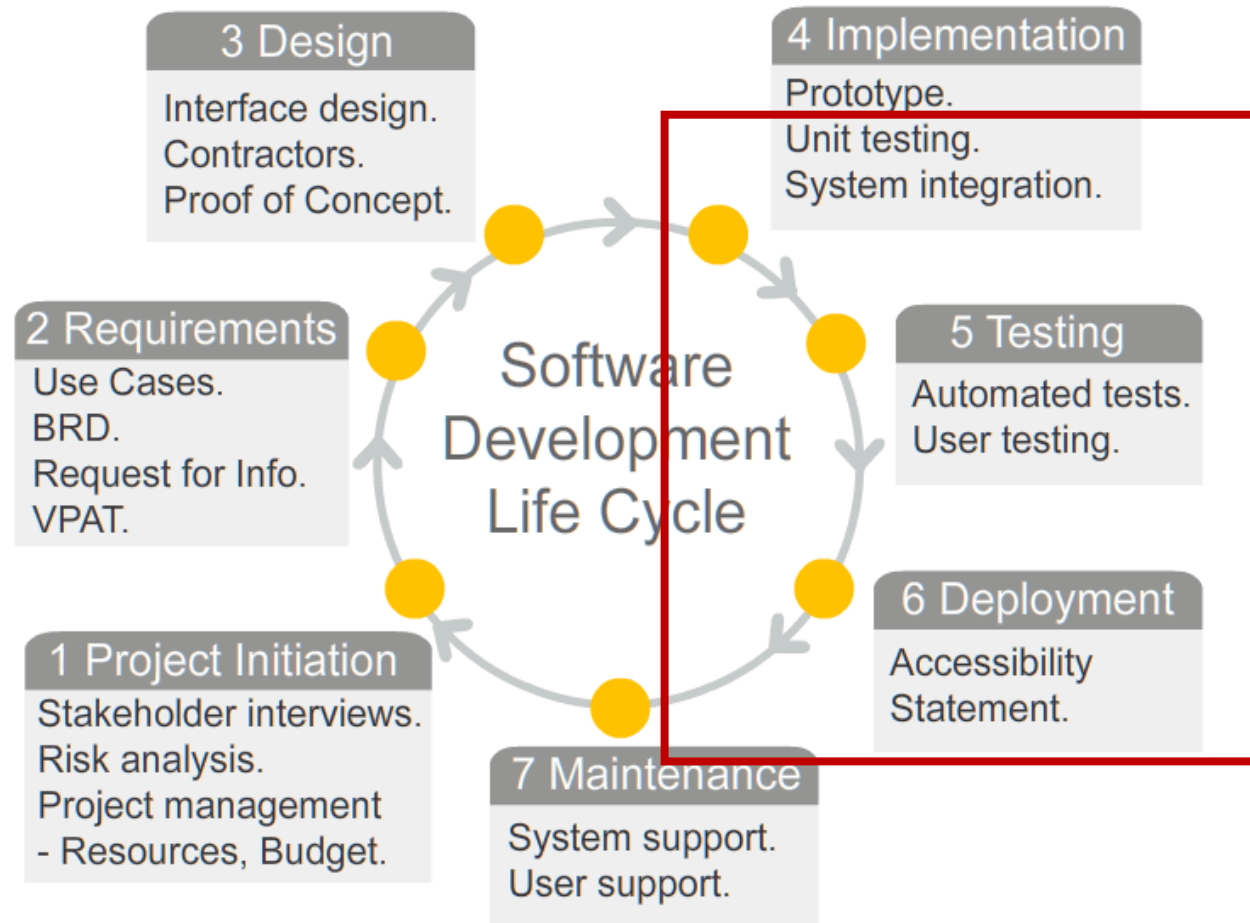 3 Design
Interface design.
Contractors.
Proof of Concept.
4 Implementation
Prototype.
Unit testing.
System integration.
2 Requirements
Use Cases.
BRD.
Request for Info.
VPAT.
Software
Development
Life Cycle
5 Testing
Automated tests.
User testing.
1 Project Initiation
Stakeholder interviews.
Risk analysis.
Project management
- Resources, Budget.
6 Deployment
Accessibility
Statement.
7 Maintenance
System support.
User support.